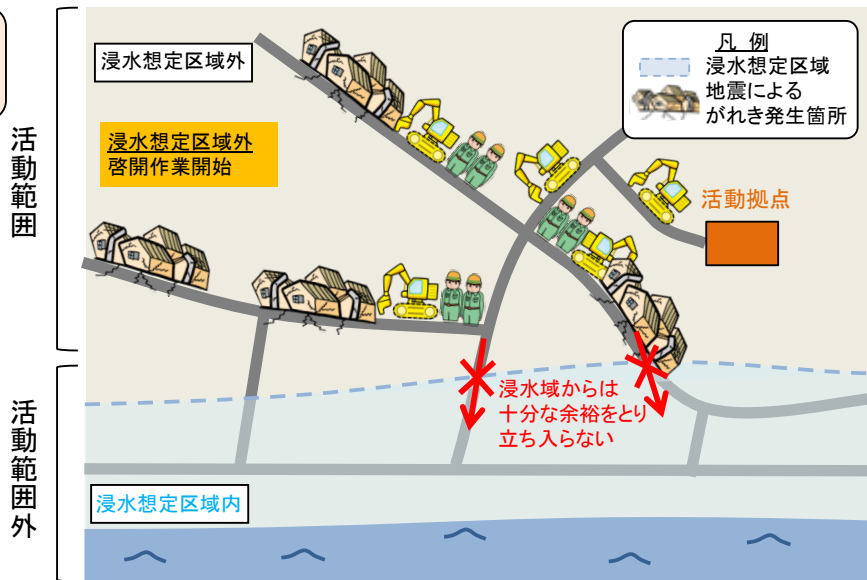 浸水想定区域外
凡 例
浸水想定区域
地震による
がれき発生箇所
活動範囲
浸水想定区域外
啓開作業開始
活動拠点
浸水域からは
十分な余裕をとり
立ち入らない
活動範囲外
浸水想定区域内